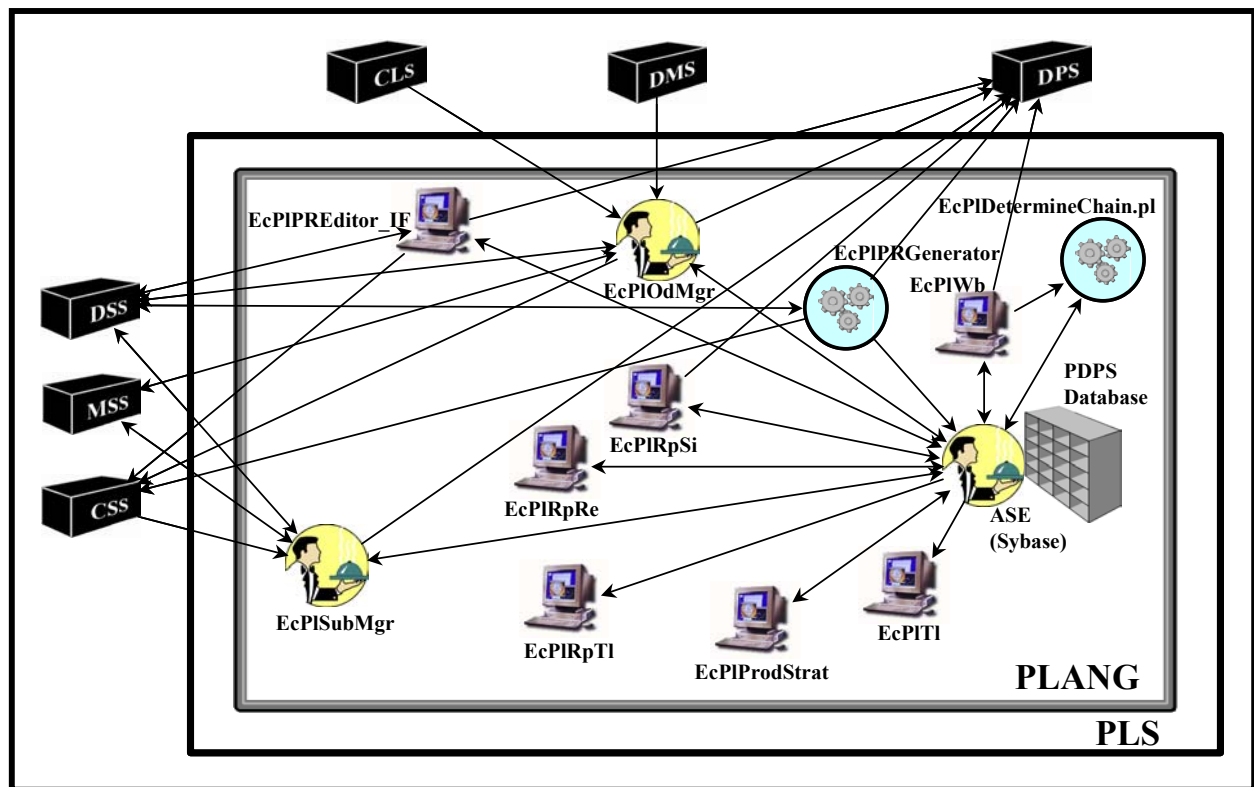 CLS
DMS
DPS
EcPlPREditor_IF
EcPlDetermineChain.pl
EcPlPRGenerator
EcPlOdMgr
EcPlWb
DSS
MSS
CSS
PDPS
Database
EcPlRpSi
EcPlRpRe
ASE
(Sybase)
EcPlSubMgr
EcPlRpTl
EcPlProdStrat
EcPlTl
PLANG
PLS